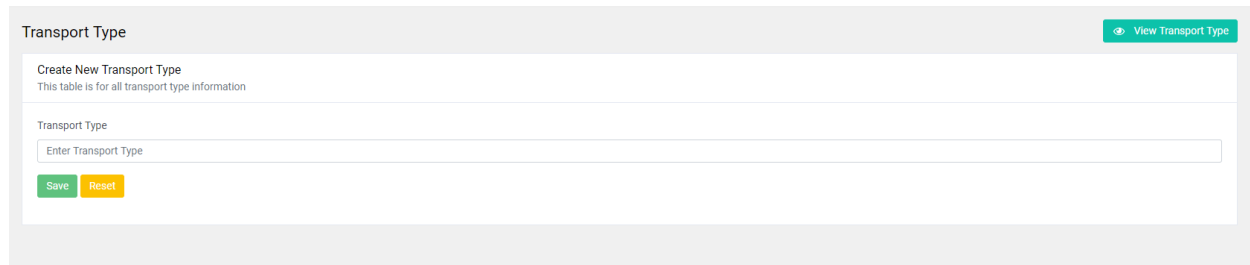 Transport Type
View Transport Type
Create New Transport Type
This table is for all transport type information
Transport Type
Enter Transport Type
Save
Reset